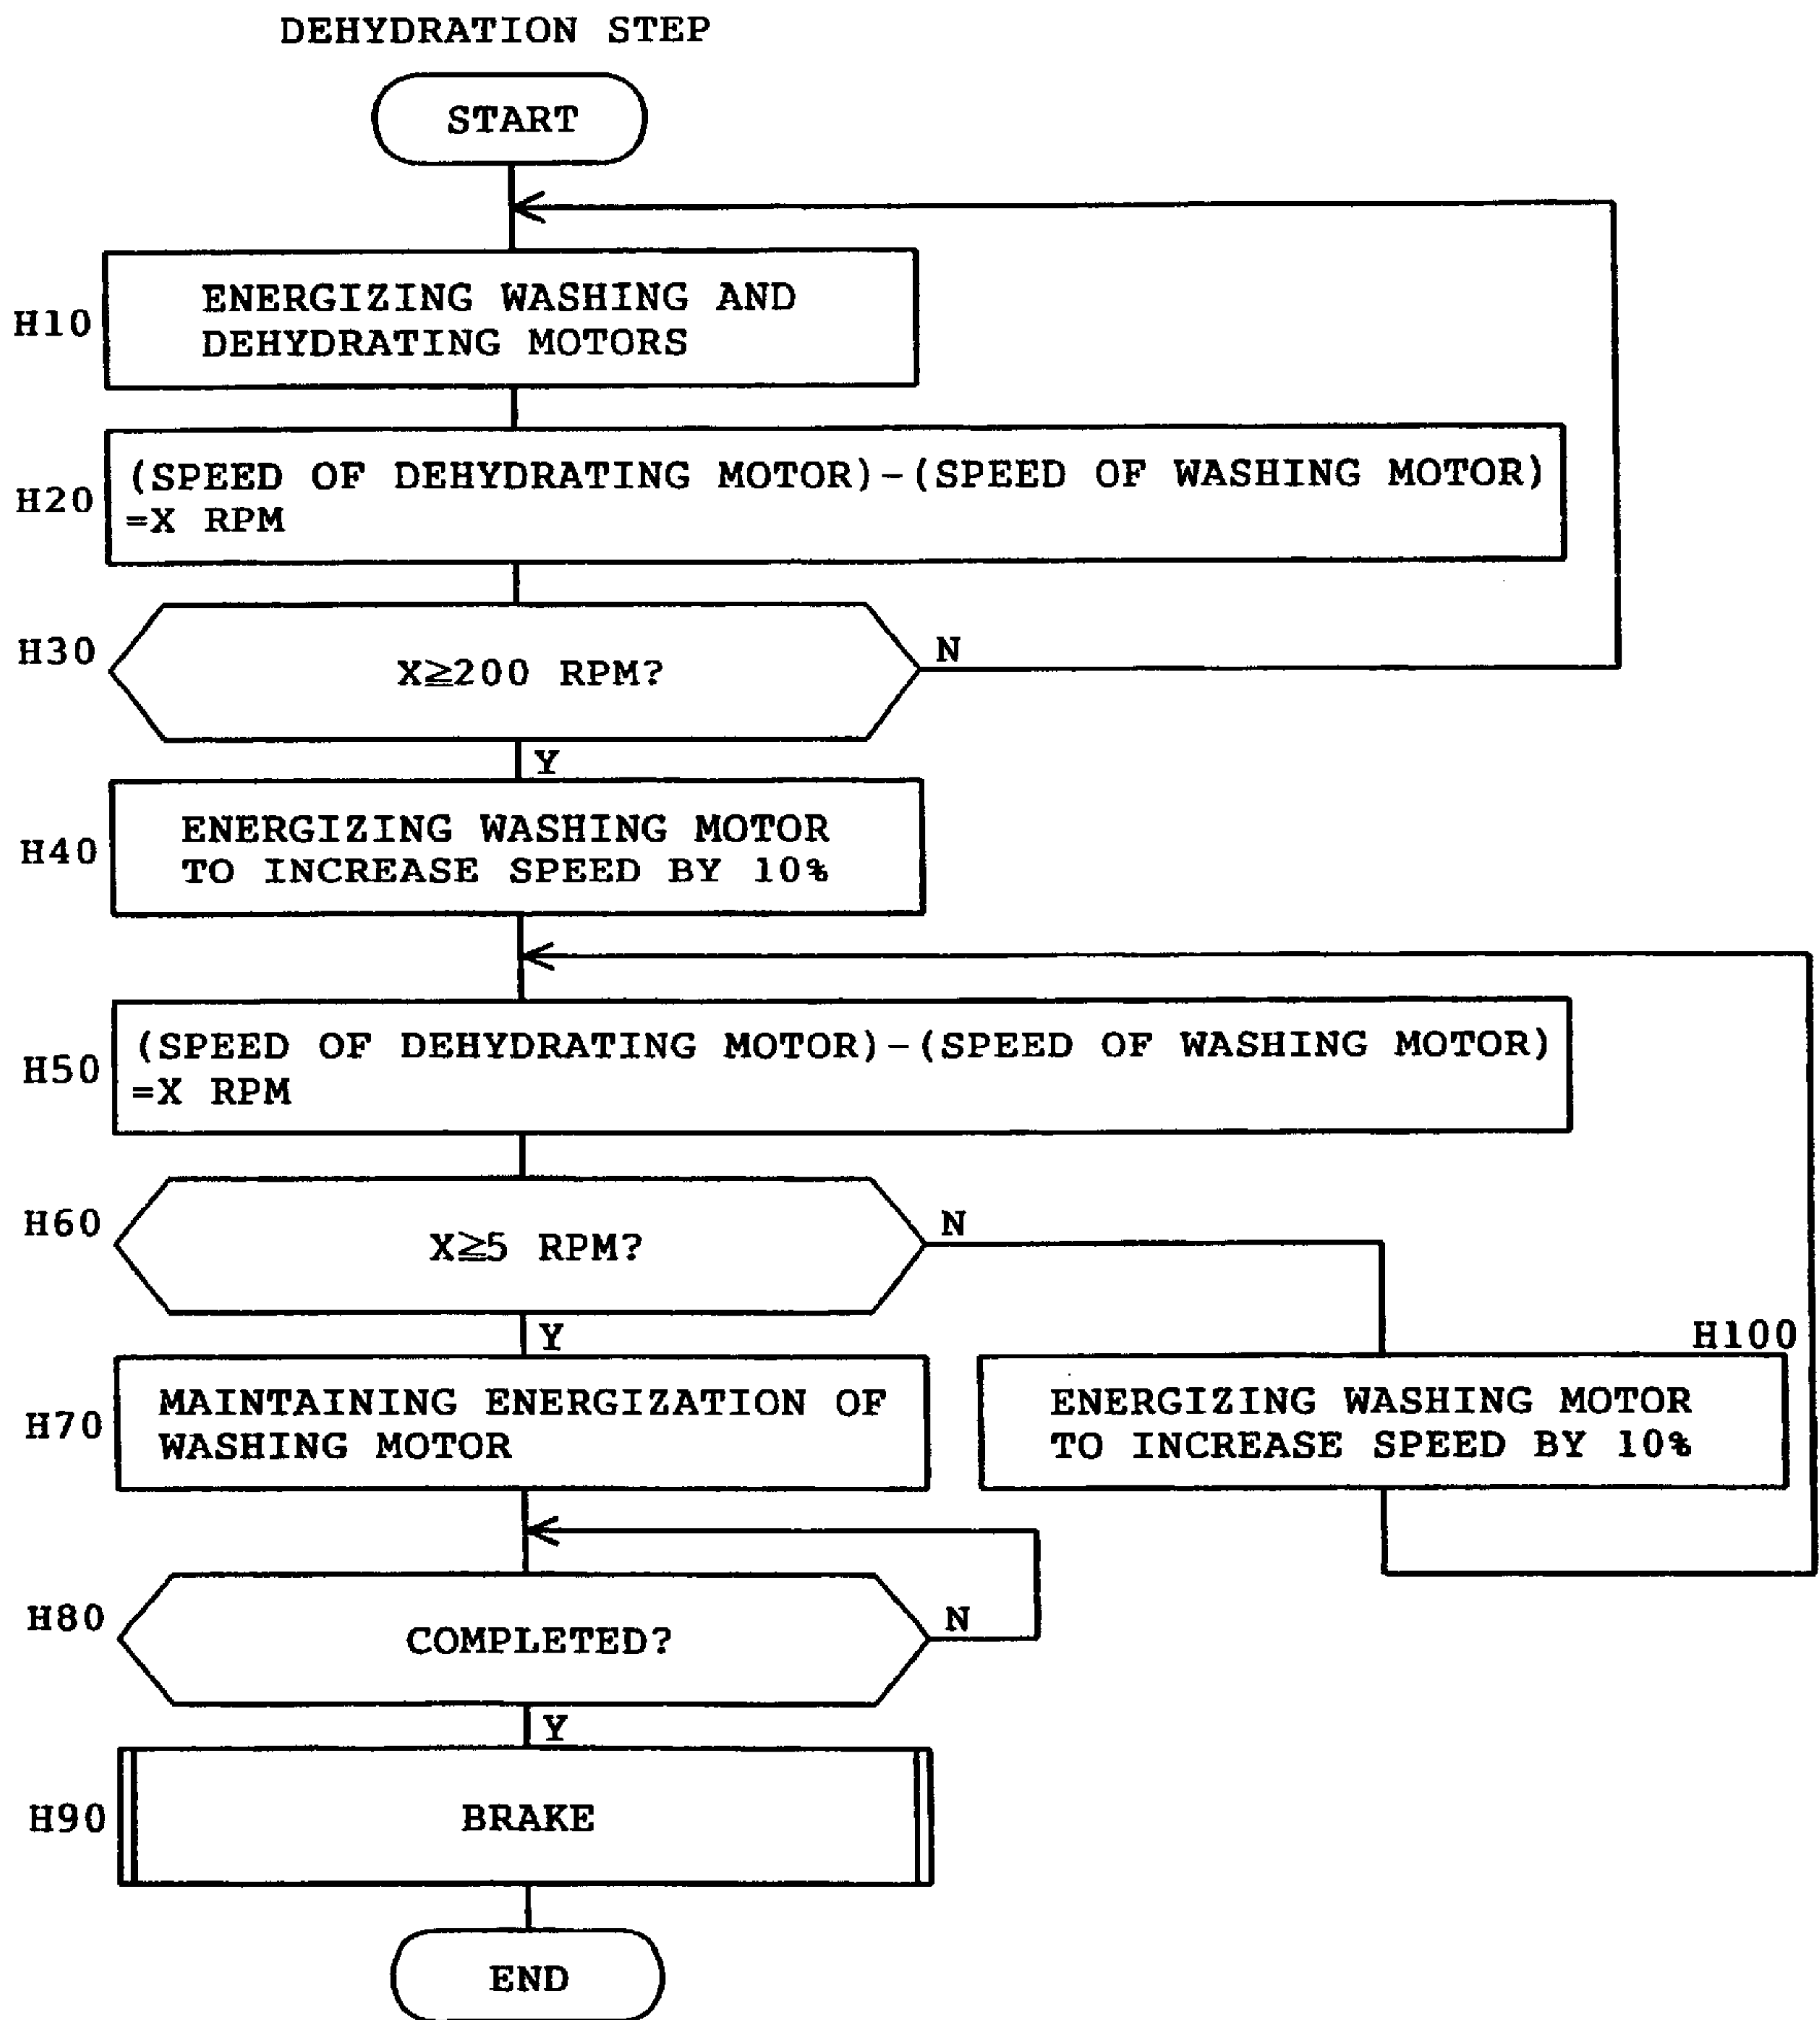 DEHYDRATION STEP
START
H10
ENERGIZING WASHING AND
DEHYDRATING MOTORS
H20
(SPEED OF DEHYDRATING MOTOR)-(SPEED OF WASHING MOTOR)
=X RPM
H30
X≧200 RPM?
N
Y
H40
ENERGIZING WASHING MOTOR
TO INCREASE SPEED BY 10%
H50
(SPEED OF DEHYDRATING MOTOR)-(SPEED OF WASHING MOTOR)
=X RPM
H60
X≧5 RPM?
N
Y
H100
H70
MAINTAINING ENERGIZATION OF
WASHING MOTOR
ENERGIZING WASHING MOTOR
TO INCREASE SPEED BY 10%
H80
COMPLETED?
N
Y
H90
BRAKE
END